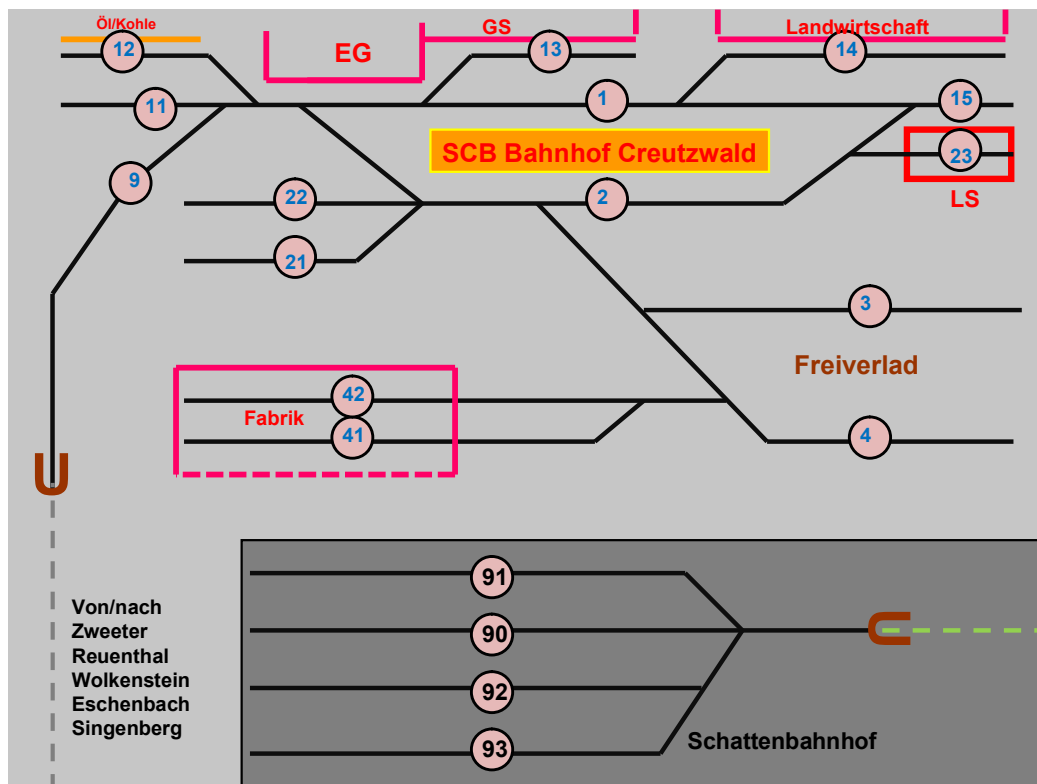 Öl/Kohle
GS
Landwirtschaft
12
EG
13
14
11
1
15
SCB Bahnhof Creutzwald
23
9
22
2
LS
21
3
Freiverlad
42
Fabrik
41
4
91
Von/nach
Zweeter
Reuenthal
Wolkenstein
Eschenbach
Singenberg
90
92
93
Schattenbahnhof